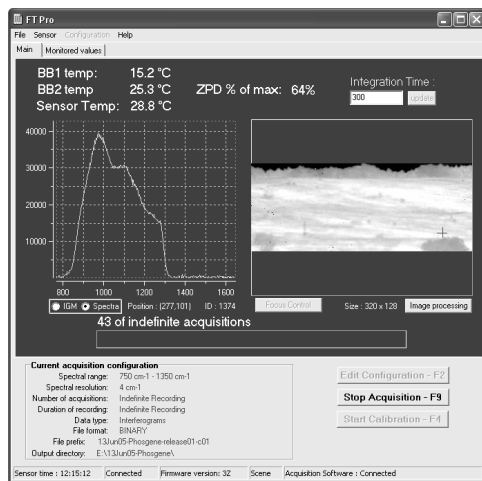 FT Pro
File Sensor Configuration Help
Main Monitored values
BB1 temp: 15.2 °C
BB2 temp 25.3 °C
Sensor Temp: 28.8 °C
ZPD % of max: 64%
Integration Time :
300 update
40000
30000
20000
10000
800 1000 1200 1400 1600
IGM Spectra Position : (277,101) ID : 1374
Focus Control Size : 320 x 128 Image processing
43 of indefinite acquisitions
Current acquisition configuration
Spectral range: 750 cm-1 - 1350 cm-1
Spectral resolution: 4 cm-1
Number of acquisitions: Indefinite Recording
Duration of recording: Indefinite Recording
Data type: Interferograms
File format: BINARY
File prefix: 13Jun05-Phosgene-release01-c01
Output directory: E:\13Jun05-Phosgene\
Edit Configuration - F2
Stop Acquisition - F9
Start Calibration - F4
Sensor time : 12:15:12 Connected Firmware version: 3Z Scene Acquisition Software : Connected